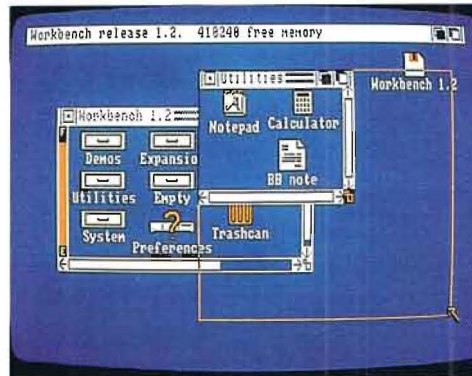 Workbench release 1.2. 418240 free memory
Utilities
Workbench 1.2
Notepad
Calculator
BB note
Workbench 1.2
Demos
Expansio
Utilities
Empty
System
Preferences
Trashcan
F
E